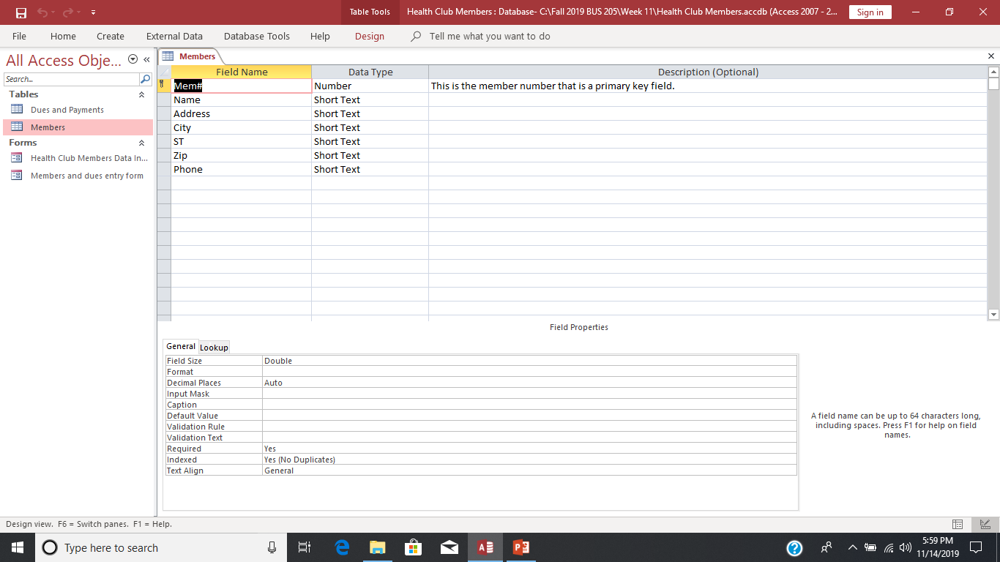 Table Tools
Health Club Members : Database- C:\Fall 2019 BUS 205\Week 11\Health Club Members.accdb (Access 2007 - 2...
Sign in
File Home Create External Data Database Tools Help Design Tell me what you want to do
All Access Obje...
Search...
Tables
Dues and Payments
Members
Forms
Health Club Members Data In...
Members and dues entry form
Members
Field Name Data Type Description (Optional)
Mem# Number This is the member number that is a primary key field.
Name Short Text
Address Short Text
City Short Text
ST Short Text
Zip Short Text
Phone Short Text
Field Properties
General Lookup
Field Size Double
Format
Decimal Places Auto
Input Mask
Caption
Default Value
Validation Rule
Validation Text
Required Yes
Indexed Yes (No Duplicates)
Text Align General
A field name can be up to 64 characters long,
including spaces. Press F1 for help on field
names.
Design view. F6 = Switch panes. F1 = Help.
Type here to search
5:59 PM
11/14/2019